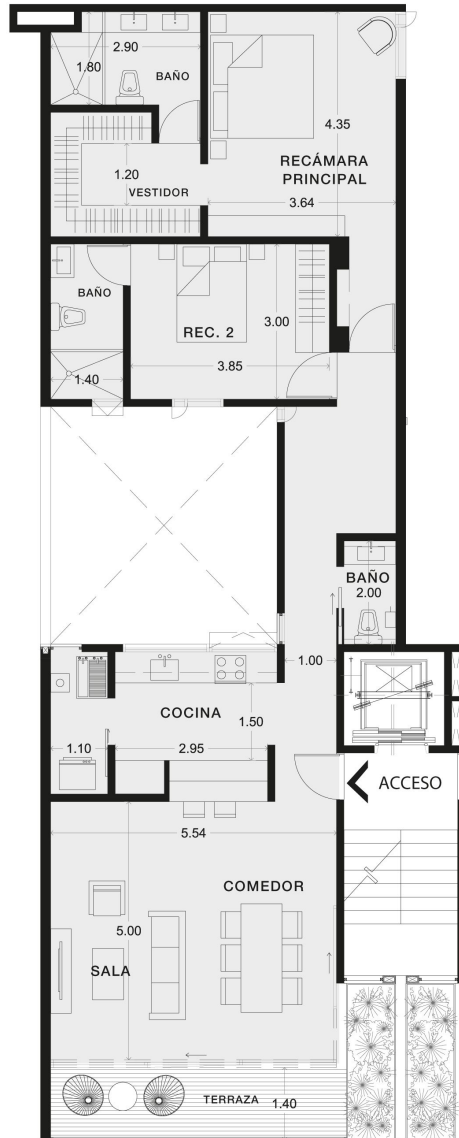 2.90
1.80
BAÑO
4.35
RECÁMARA
PRINCIPAL
1.20
VESTIDOR
3.64
BAÑO
3.00
REC. 2
3.85
1.40
BAÑO
2.00
1.00
COCINA
1.50
1.10
2.95
ACCESO
5.54
COMEDOR
5.00
SALA
TERRAZA
1.40